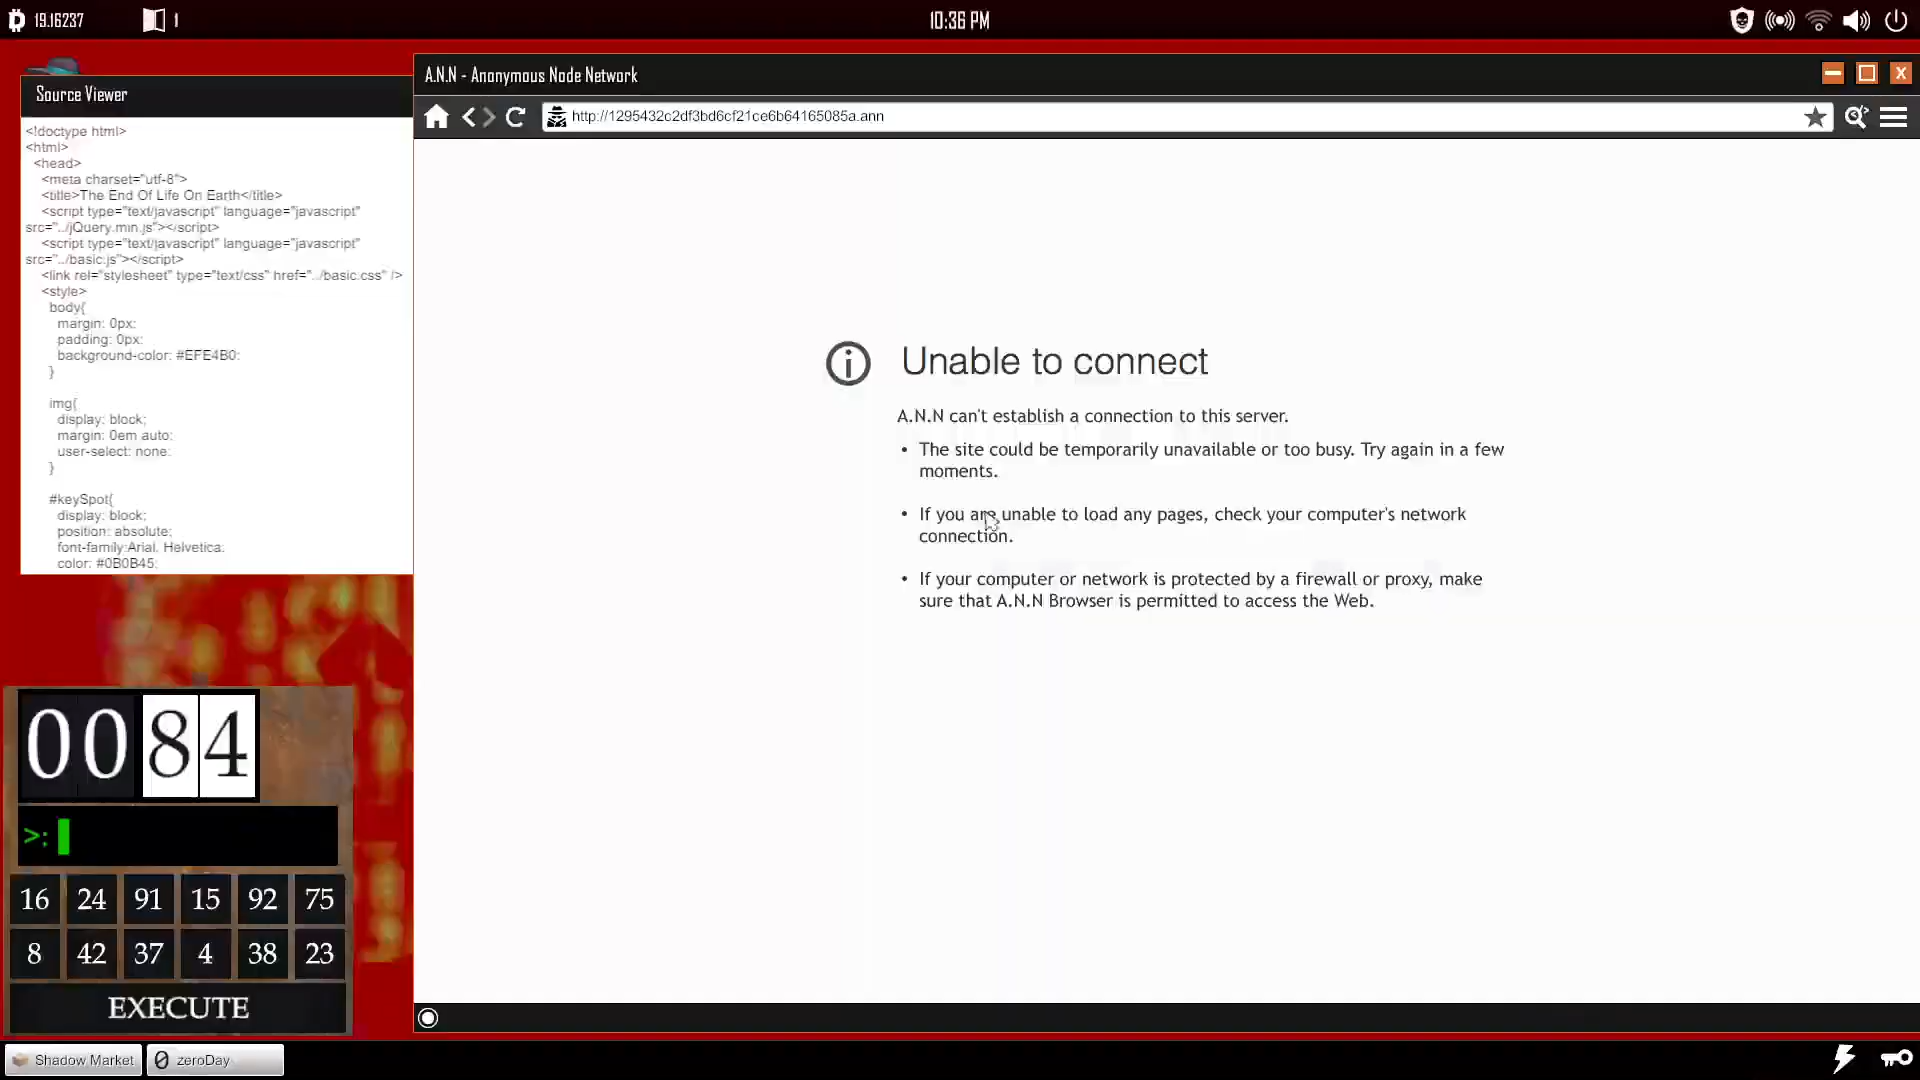 19.16237
1
10:36 PM
Source Viewer
<!doctype html>
<html>
<head>
<meta charset="utf-8">
<title>The End Of Life On Earth</title>
<script type="text/javascript" language="javascript"
src="../jQuery.min.js"></script>
<script type="text/javascript" language="javascript"
src="../basic.js"></script>
<link rel="stylesheet" type="text/css" href="../basic.css" />
<style>
body{
margin: 0px;
padding: 0px;
background-color: #EFE4B0;
}
img{
display: block;
margin: 0em auto;
user-select: none;
}
#keySpot{
display: block;
position: absolute;
font-family:Arial, Helvetica;
color: #0B0B45;
A.N.N - Anonymous Node Network
http://1295432c2df3bd6cf21ce6b64165085a.ann
Unable to connect
A.N.N can't establish a connection to this server.
• The site could be temporarily unavailable or too busy. Try again in a few
moments.
• If you are unable to load any pages, check your computer's network
connection.
• If your computer or network is protected by a firewall or proxy, make
sure that A.N.N Browser is permitted to access the Web.
0084
>:
16 24 91 15 92 75
8 42 37 4 38 23
EXECUTE
Shadow Market
zeroDay